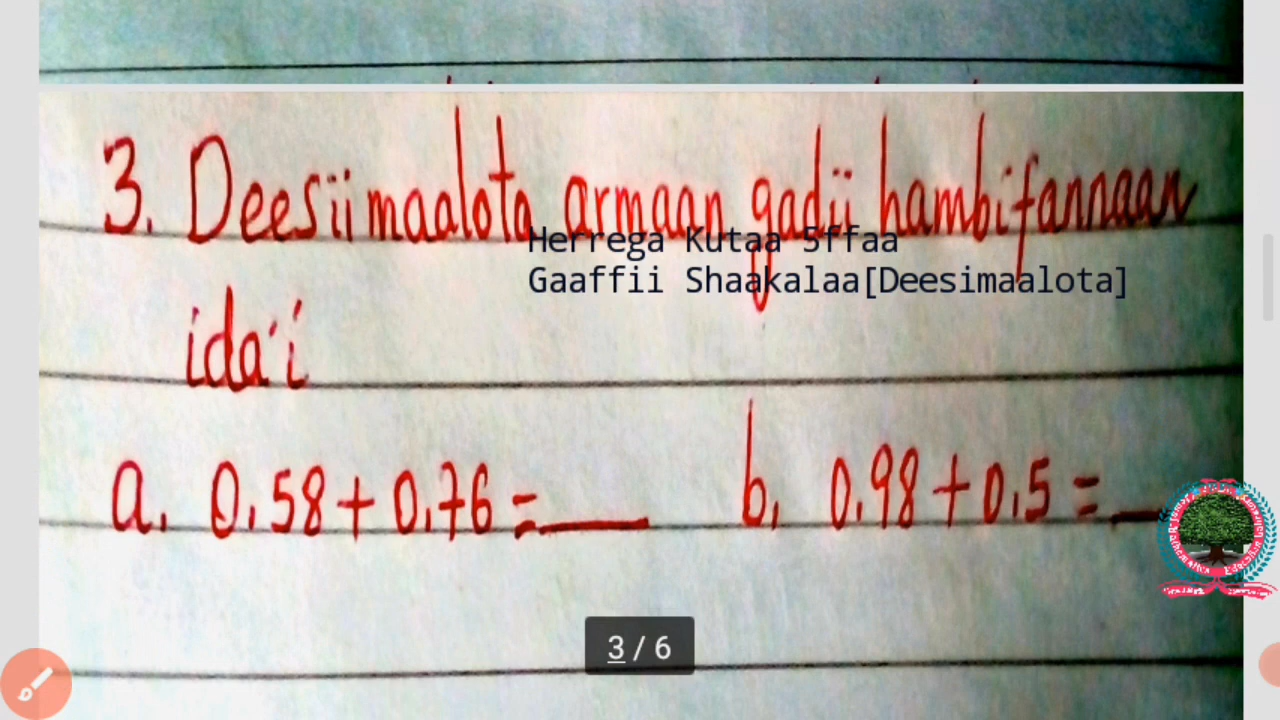 3. Deesiimaalota armaan gadii hambifannaan
Herrega Kutaa 5ffaa
Gaaffii Shaakalaa[Deesimaalota]
ida'i
a. 0.58 + 0.76 = ___ b. 0.98 + 0.5 = __
3 / 6